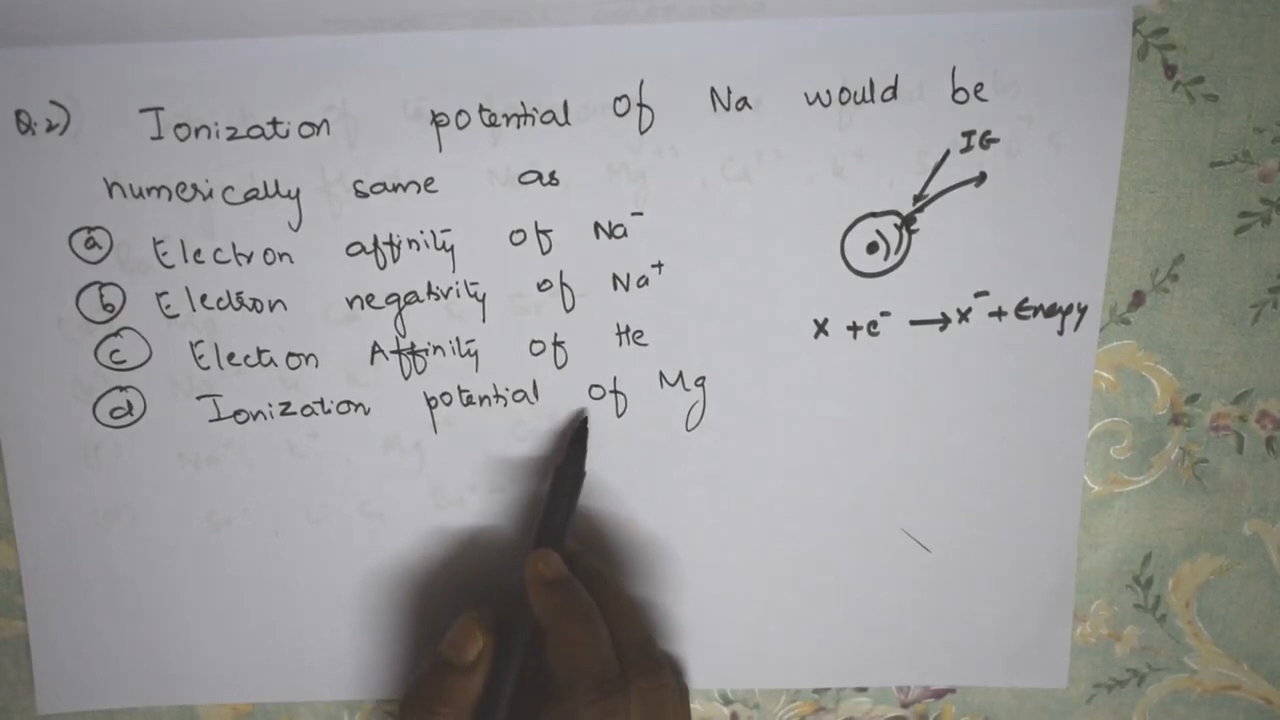 Q.2) Ionization potential of Na would be
numerically same as
(a) Electron affinity of Na⁻
(b) Electron negativity of Na⁺
(c) Election Affinity of He
(d) Ionization potential of Mg
IG
e⁻
X + e⁻ → X⁻ + Energy